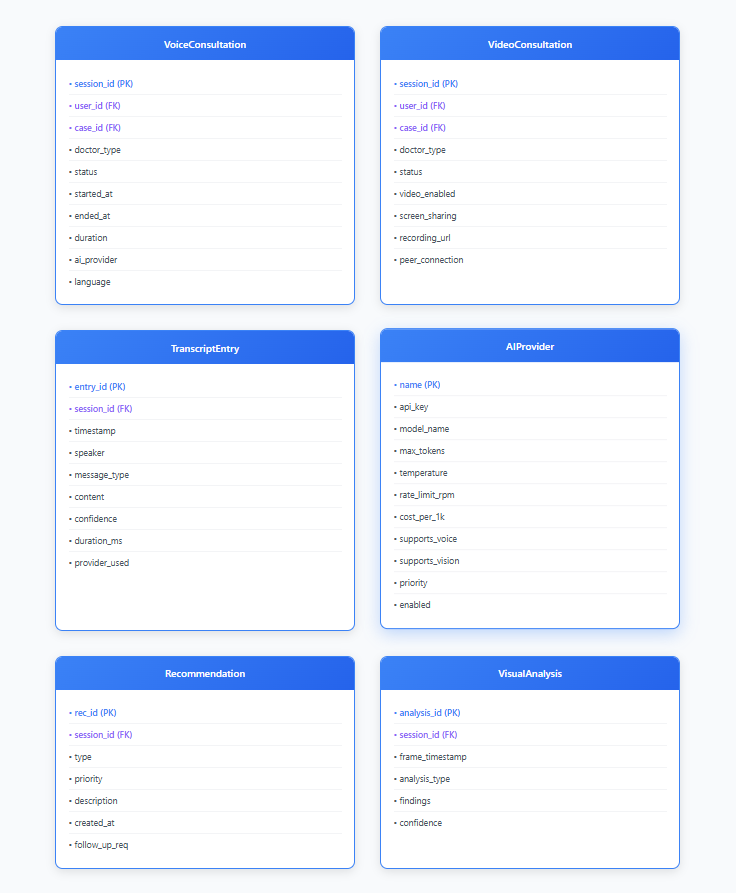 VoiceConsultation
• session_id (PK)
• user_id (FK)
• case_id (FK)
• doctor_type
• status
• started_at
• ended_at
• duration
• ai_provider
• language
VideoConsultation
• session_id (PK)
• user_id (FK)
• case_id (FK)
• doctor_type
• status
• video_enabled
• screen_sharing
• recording_url
• peer_connection
TranscriptEntry
• entry_id (PK)
• session_id (FK)
• timestamp
• speaker
• message_type
• content
• confidence
• duration_ms
• provider_used
AIProvider
• name (PK)
• api_key
• model_name
• max_tokens
• temperature
• rate_limit_rpm
• cost_per_1k
• supports_voice
• supports_vision
• priority
• enabled
Recommendation
• rec_id (PK)
• session_id (FK)
• type
• priority
• description
• created_at
• follow_up_req
VisualAnalysis
• analysis_id (PK)
• session_id (FK)
• frame_timestamp
• analysis_type
• findings
• confidence